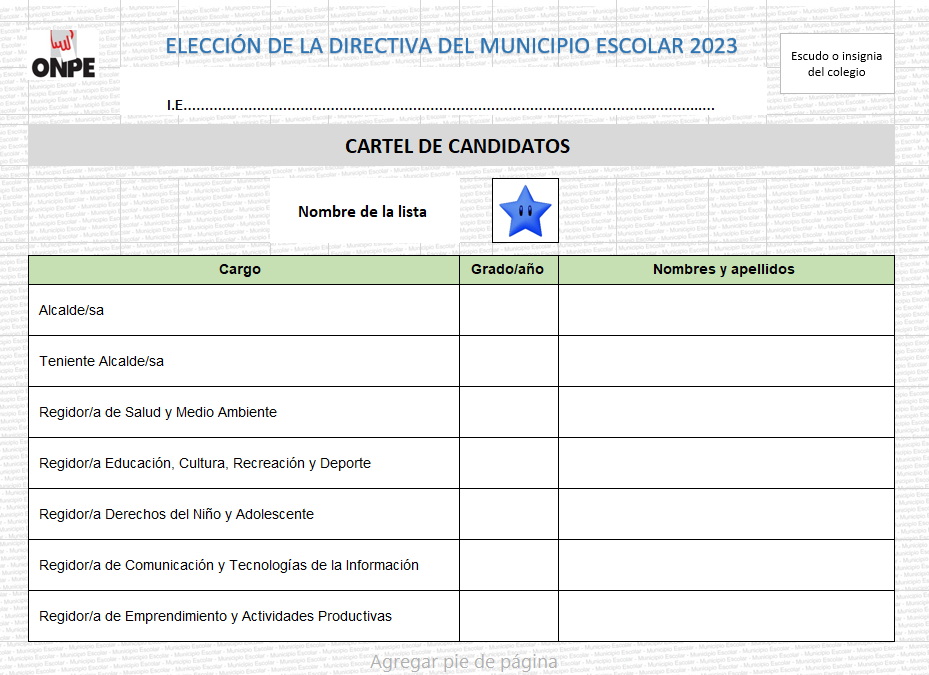 ONPE
ELECCIÓN DE LA DIRECTIVA DEL MUNICIPIO ESCOLAR 2023
Escudo o insignia
del colegio
I.E.......................................................................................................................
CARTEL DE CANDIDATOS
Nombre de la lista
Cargo Grado/año Nombres y apellidos
Alcalde/sa
Teniente Alcalde/sa
Regidor/a de Salud y Medio Ambiente
Regidor/a Educación, Cultura, Recreación y Deporte
Regidor/a Derechos del Niño y Adolescente
Regidor/a de Comunicación y Tecnologías de la Información
Regidor/a de Emprendimiento y Actividades Productivas
Agregar pie de página